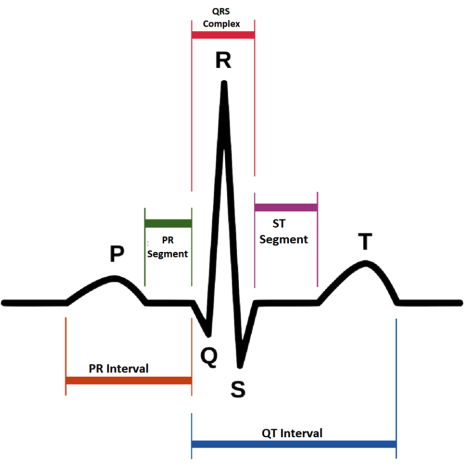 QRS
Complex
R
P
PR
Segment
ST
Segment
T
Q
S
PR Interval
QT Interval